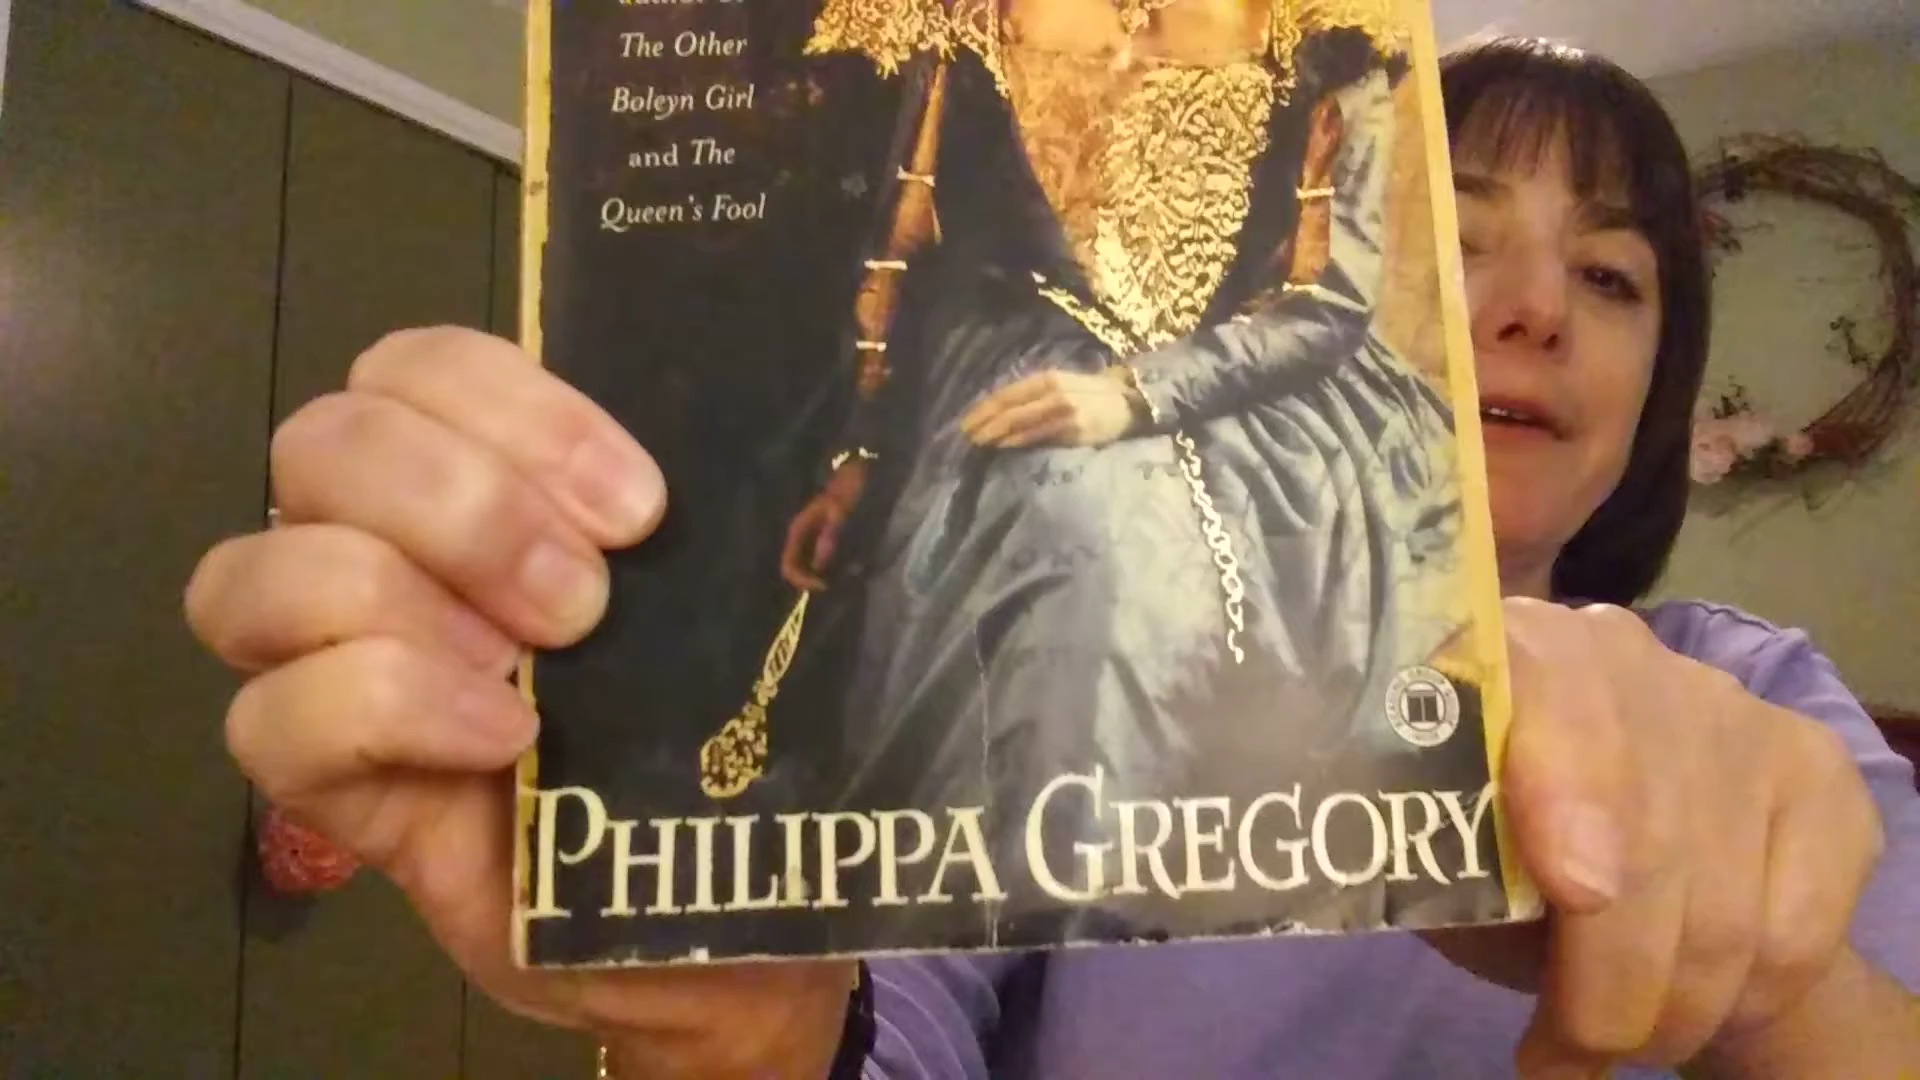 The Other
Boleyn Girl
and The
Queen's Fool
PHILIPPA GREGORY